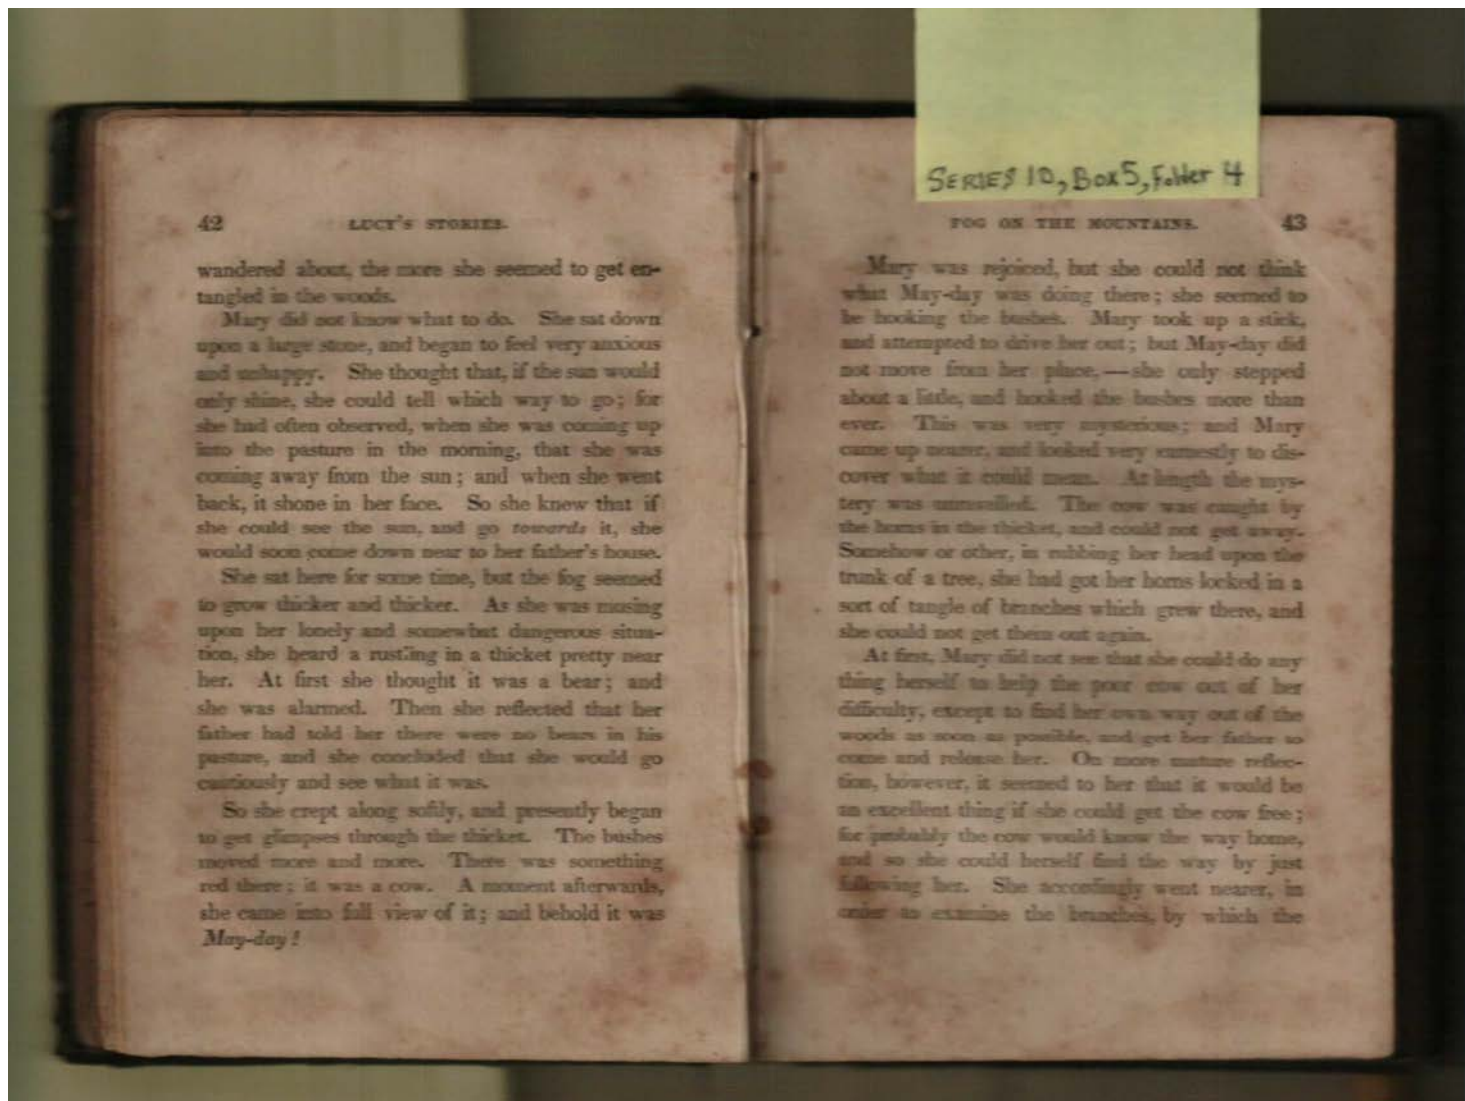 SERIES 10, Box 5, Folder 4
42 LUCY'S STORIES.
wandered about, the more she seemed to get en-
tangled in the woods.
Mary did not know what to do. She sat down
upon a large stone, and began to feel very anxious
and unhappy. She thought that, if the sun would
only shine, she could tell which way to go; for
she had often observed, when she was coming up
into the pasture in the morning, that she was
coming away from the sun; and when she went
back, it shone in her face. So she knew that if
she could see the sun, and go towards it, she
would soon come down near to her father's house.
She sat here for some time, but the fog seemed
to grow thicker and thicker. As she was musing
upon her lonely and somewhat dangerous situa-
tion, she heard a rustling in a thicket pretty near
her. At first she thought it was a bear; and
she was alarmed. Then she reflected that her
father had told her there were no bears in his
pasture, and she concluded that she would go
cautiously and see what it was.
So she crept along softly, and presently began
to get glimpses through the thicket. The bushes
moved more and more. There was something
red there; it was a cow. A moment afterwards,
she came into full view of it; and behold it was
May-day!
FOG ON THE MOUNTAINS. 43
Mary was rejoiced, but she could not think
what May-day was doing there; she seemed to
be hooking the bushes. Mary took up a stick,
and attempted to drive her out; but May-day did
not move from her place,—she only stepped
about a little, and hooked the bushes more than
ever. This was very mysterious; and Mary
came up nearer, and looked very earnestly to dis-
cover what it could mean. At length the mys-
tery was unravelled. The cow was caught by
the horns in the thicket, and could not get away.
Somehow or other, in rubbing her head upon the
trunk of a tree, she had got her horns locked in a
sort of tangle of branches which grew there, and
she could not get them out again.
At first, Mary did not see that she could do any
thing herself to help the poor cow out of her
difficulty, except to find her own way out of the
woods as soon as possible, and get her father to
come and release her. On more mature reflec-
tion, however, it seemed to her that it would be
an excellent thing if she could get the cow free;
for probably the cow would know the way home,
and so she could herself find the way by just
following her. She accordingly went nearer, in
order to examine the branches, by which the